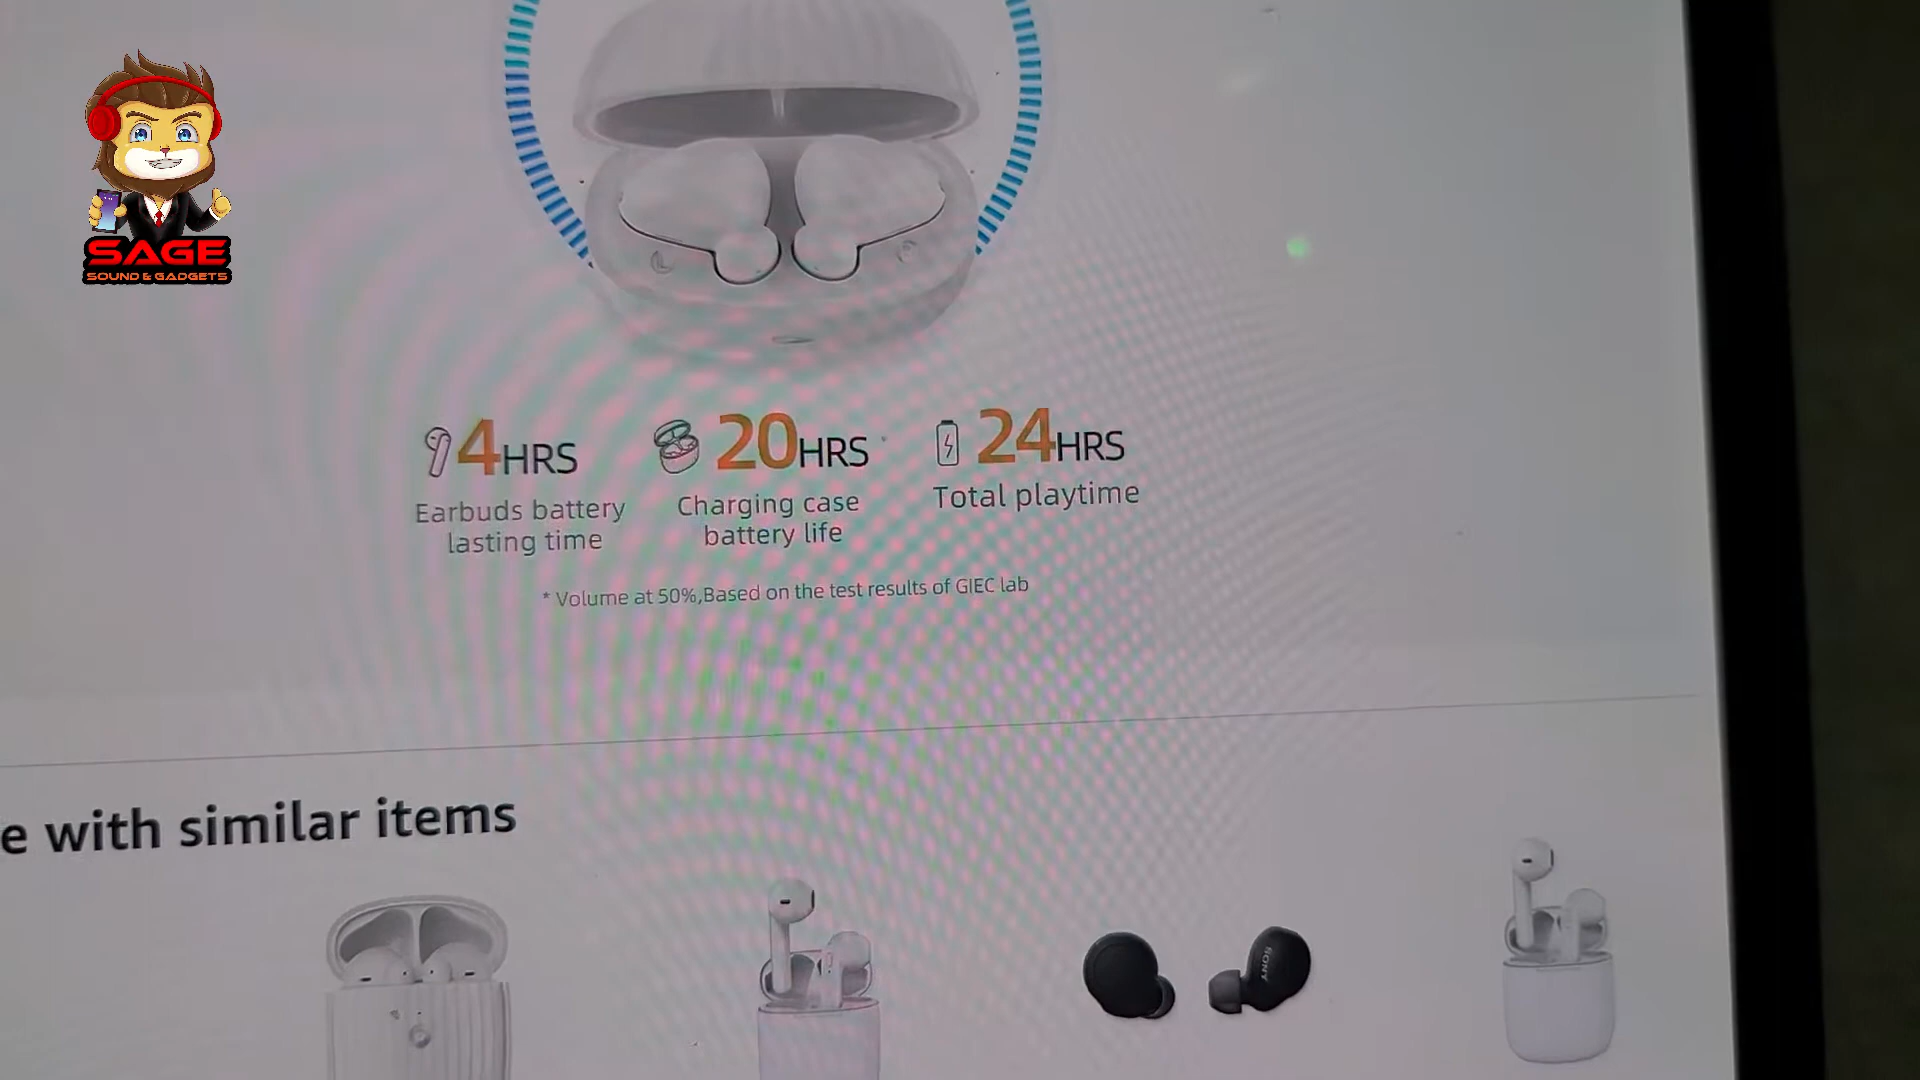 SAGE
SOUND & GADGETS
4HRS
Earbuds battery
lasting time
20HRS
Charging case
battery life
24HRS
Total playtime
* Volume at 50%,Based on the test results of GIEC lab
e with similar items
SONY